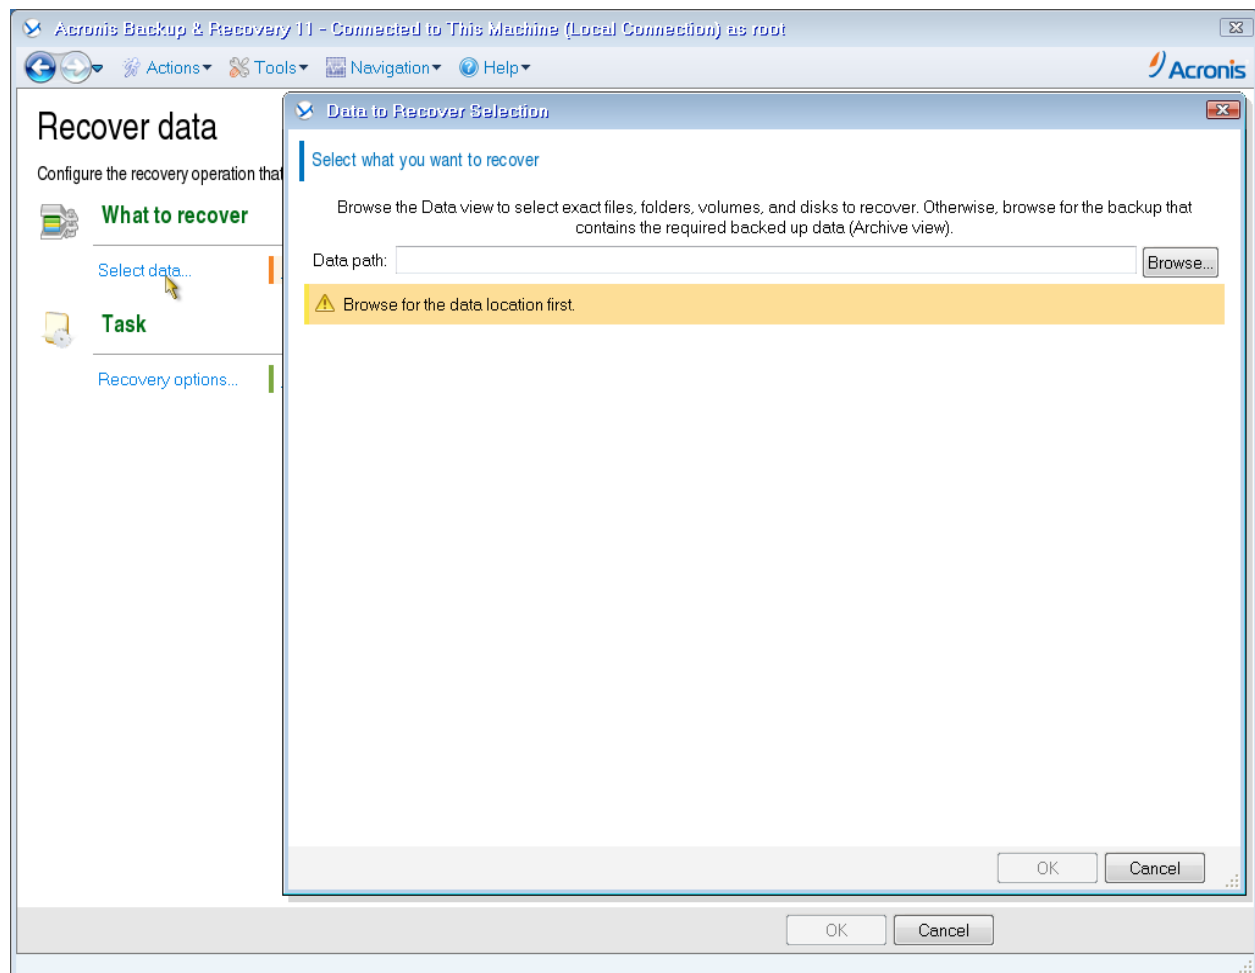 Acronis Backup & Recovery 11 - Connected to This Machine (Local Connection) as root
Actions Tools Navigation Help Acronis
Recover data
Configure the recovery operation that
What to recover
Select data...
Task
Recovery options...
Data to Recover Selection
Select what you want to recover
Browse the Data view to select exact files, folders, volumes, and disks to recover. Otherwise, browse for the backup that
contains the required backed up data (Archive view).
Data path: Browse...
Browse for the data location first.
OK Cancel
OK Cancel